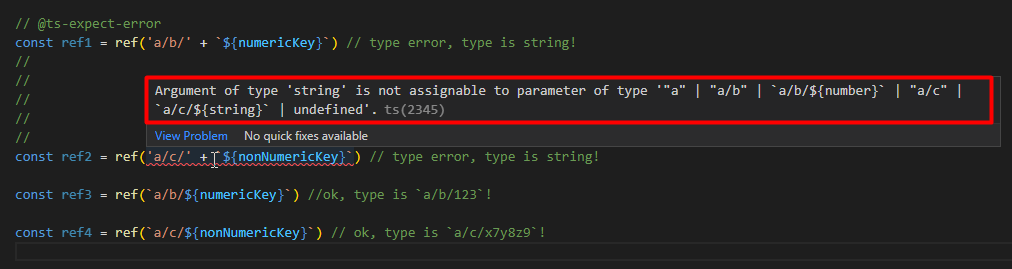 // @ts-expect-error
const ref1 = ref('a/b/' + `${numericKey}`) // type error, type is string!
//
//
//
//
//
Argument of type 'string' is not assignable to parameter of type '"a" | "a/b" | `a/b/${number}` | "a/c" |
`a/c/${string}` | undefined'. ts(2345)
View Problem No quick fixes available
const ref2 = ref('a/c/' + `${nonNumericKey}`) // type error, type is string!
const ref3 = ref(`a/b/${numericKey}`) //ok, type is `a/b/123`!
const ref4 = ref(`a/c/${nonNumericKey}`) // ok, type is `a/c/x7y8z9`!